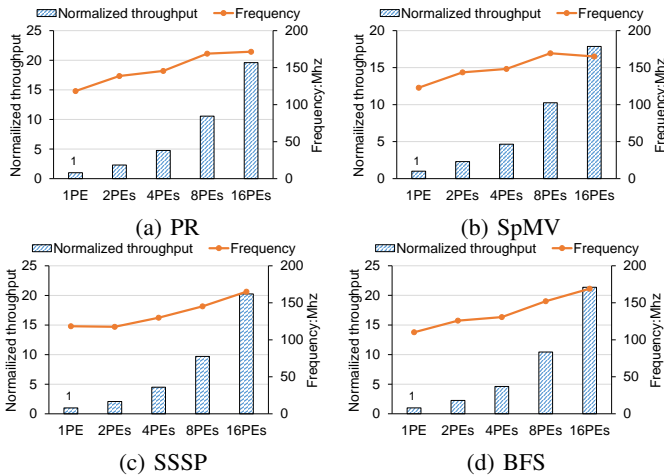 Normalized throughput Frequency
Normalized throughput Frequency
Normailized throughput
25
20
15
10
5
0
1
200
150
100
50
0
Frequency:Mhz
1PE 2PEs 4PEs 8PEs 16PEs
(a) PR
Normalized throughput
20
15
10
5
0
1
200
150
100
50
0
Frequency:Mhz
1PE 2PEs 4PEs 8PEs 16PEs
(b) SpMV
Normalized throughput Frequency
Normalized throughput Frequency
Normailized throughput
25
20
15
10
5
0
1
200
150
100
50
0
Frequency:Mhz
1PE 2PEs 4PEs 8PEs 16PEs
(c) SSSP
Normailized throughput
25
20
15
10
5
0
1
200
150
100
50
0
Frequency:Mhz
1PE 2PEs 4PEs 8PEs 16PEs
(d) BFS